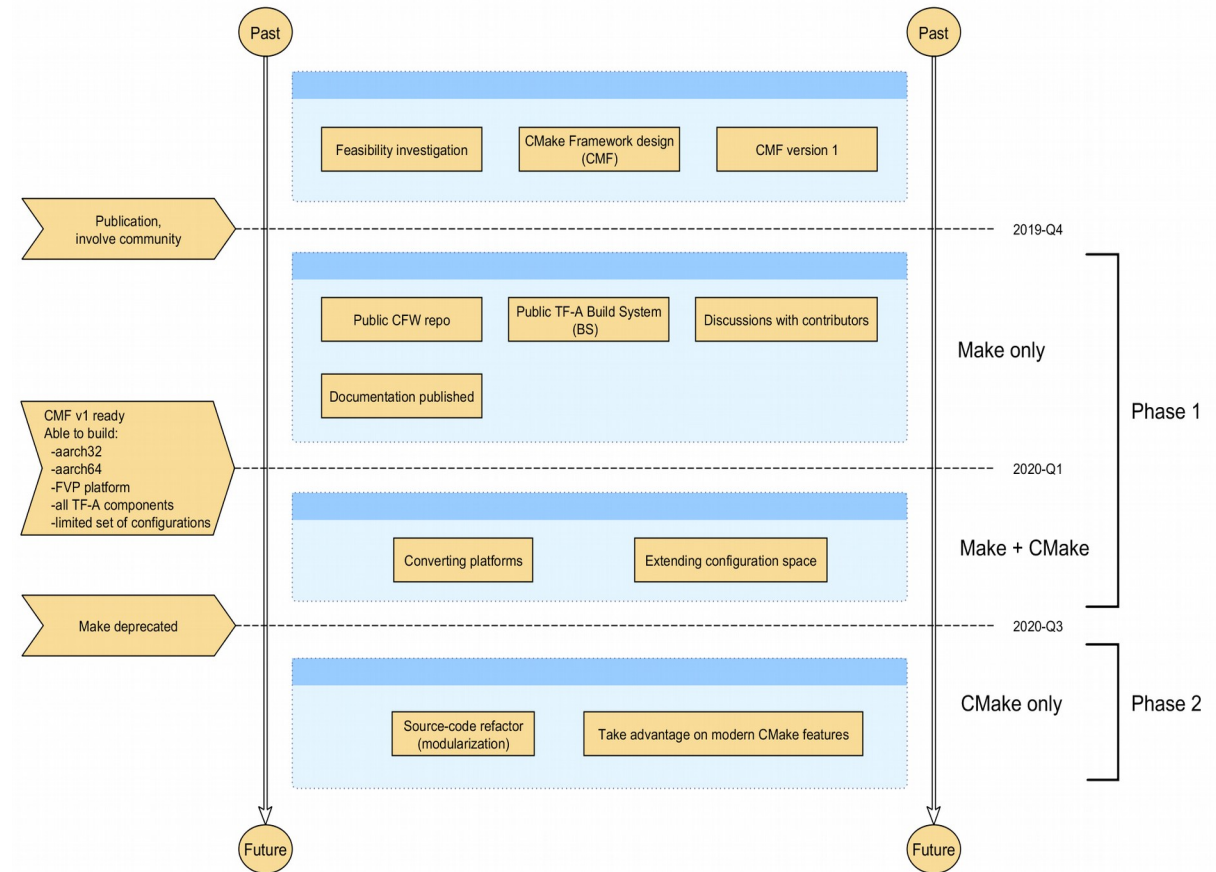 Past
Past
Feasibility investigation
CMake Framework design
(CMF)
CMF version 1
Publication,
involve community
2019-Q4
Public CFW repo
Public TF-A Build System
(BS)
Discussions with contributors
Make only
Documentation published
Phase 1
CMF v1 ready
Able to build:
-aarch32
-aarch64
-FVP platform
-all TF-A components
-limited set of configurations
2020-Q1
Converting platforms
Extending configuration space
Make + CMake
Make deprecated
2020-Q3
Source-code refactor
(modularization)
Take advantage on modern CMake features
CMake only
Phase 2
Future
Future